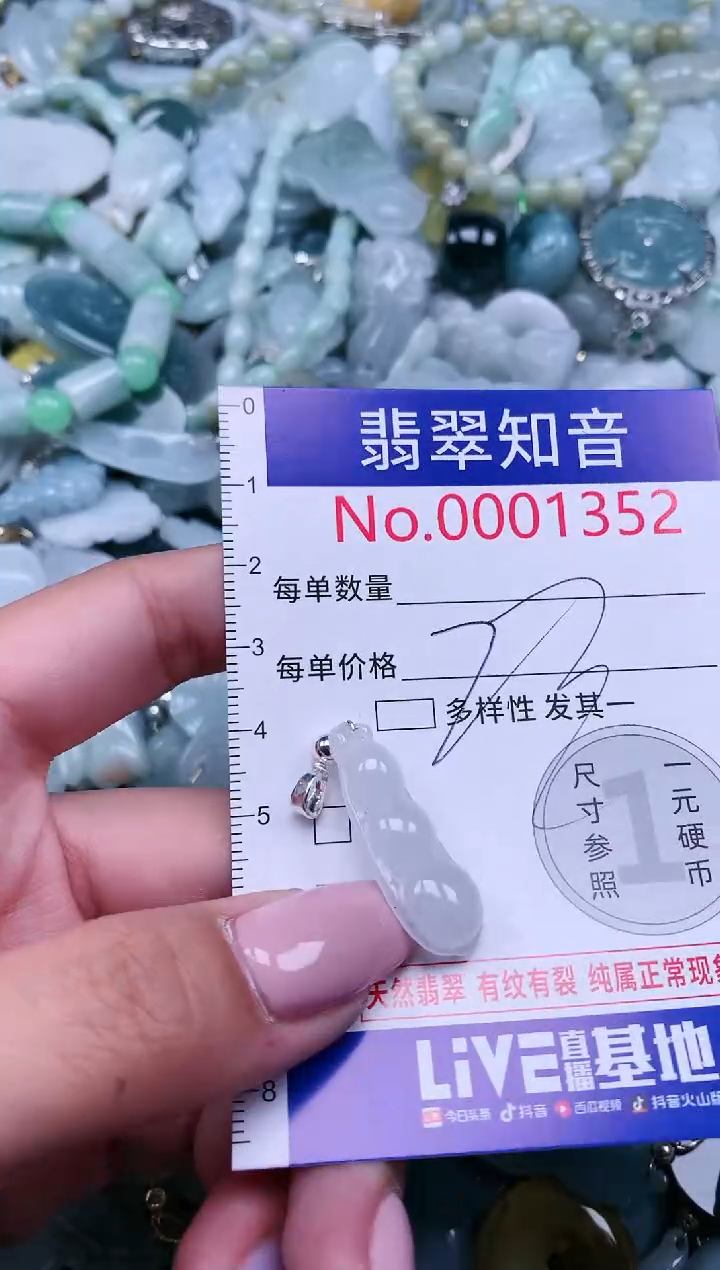 0
1
2
3
4
5
8
翡翠知音
No.0001352
每单数量
每单价格
多样性 发其一
尺寸参照
1
一元硬币
天然翡翠 有纹有裂 纯属正常现象
LiVE直播基地
今日头条 抖音 西瓜视频 抖音火山版